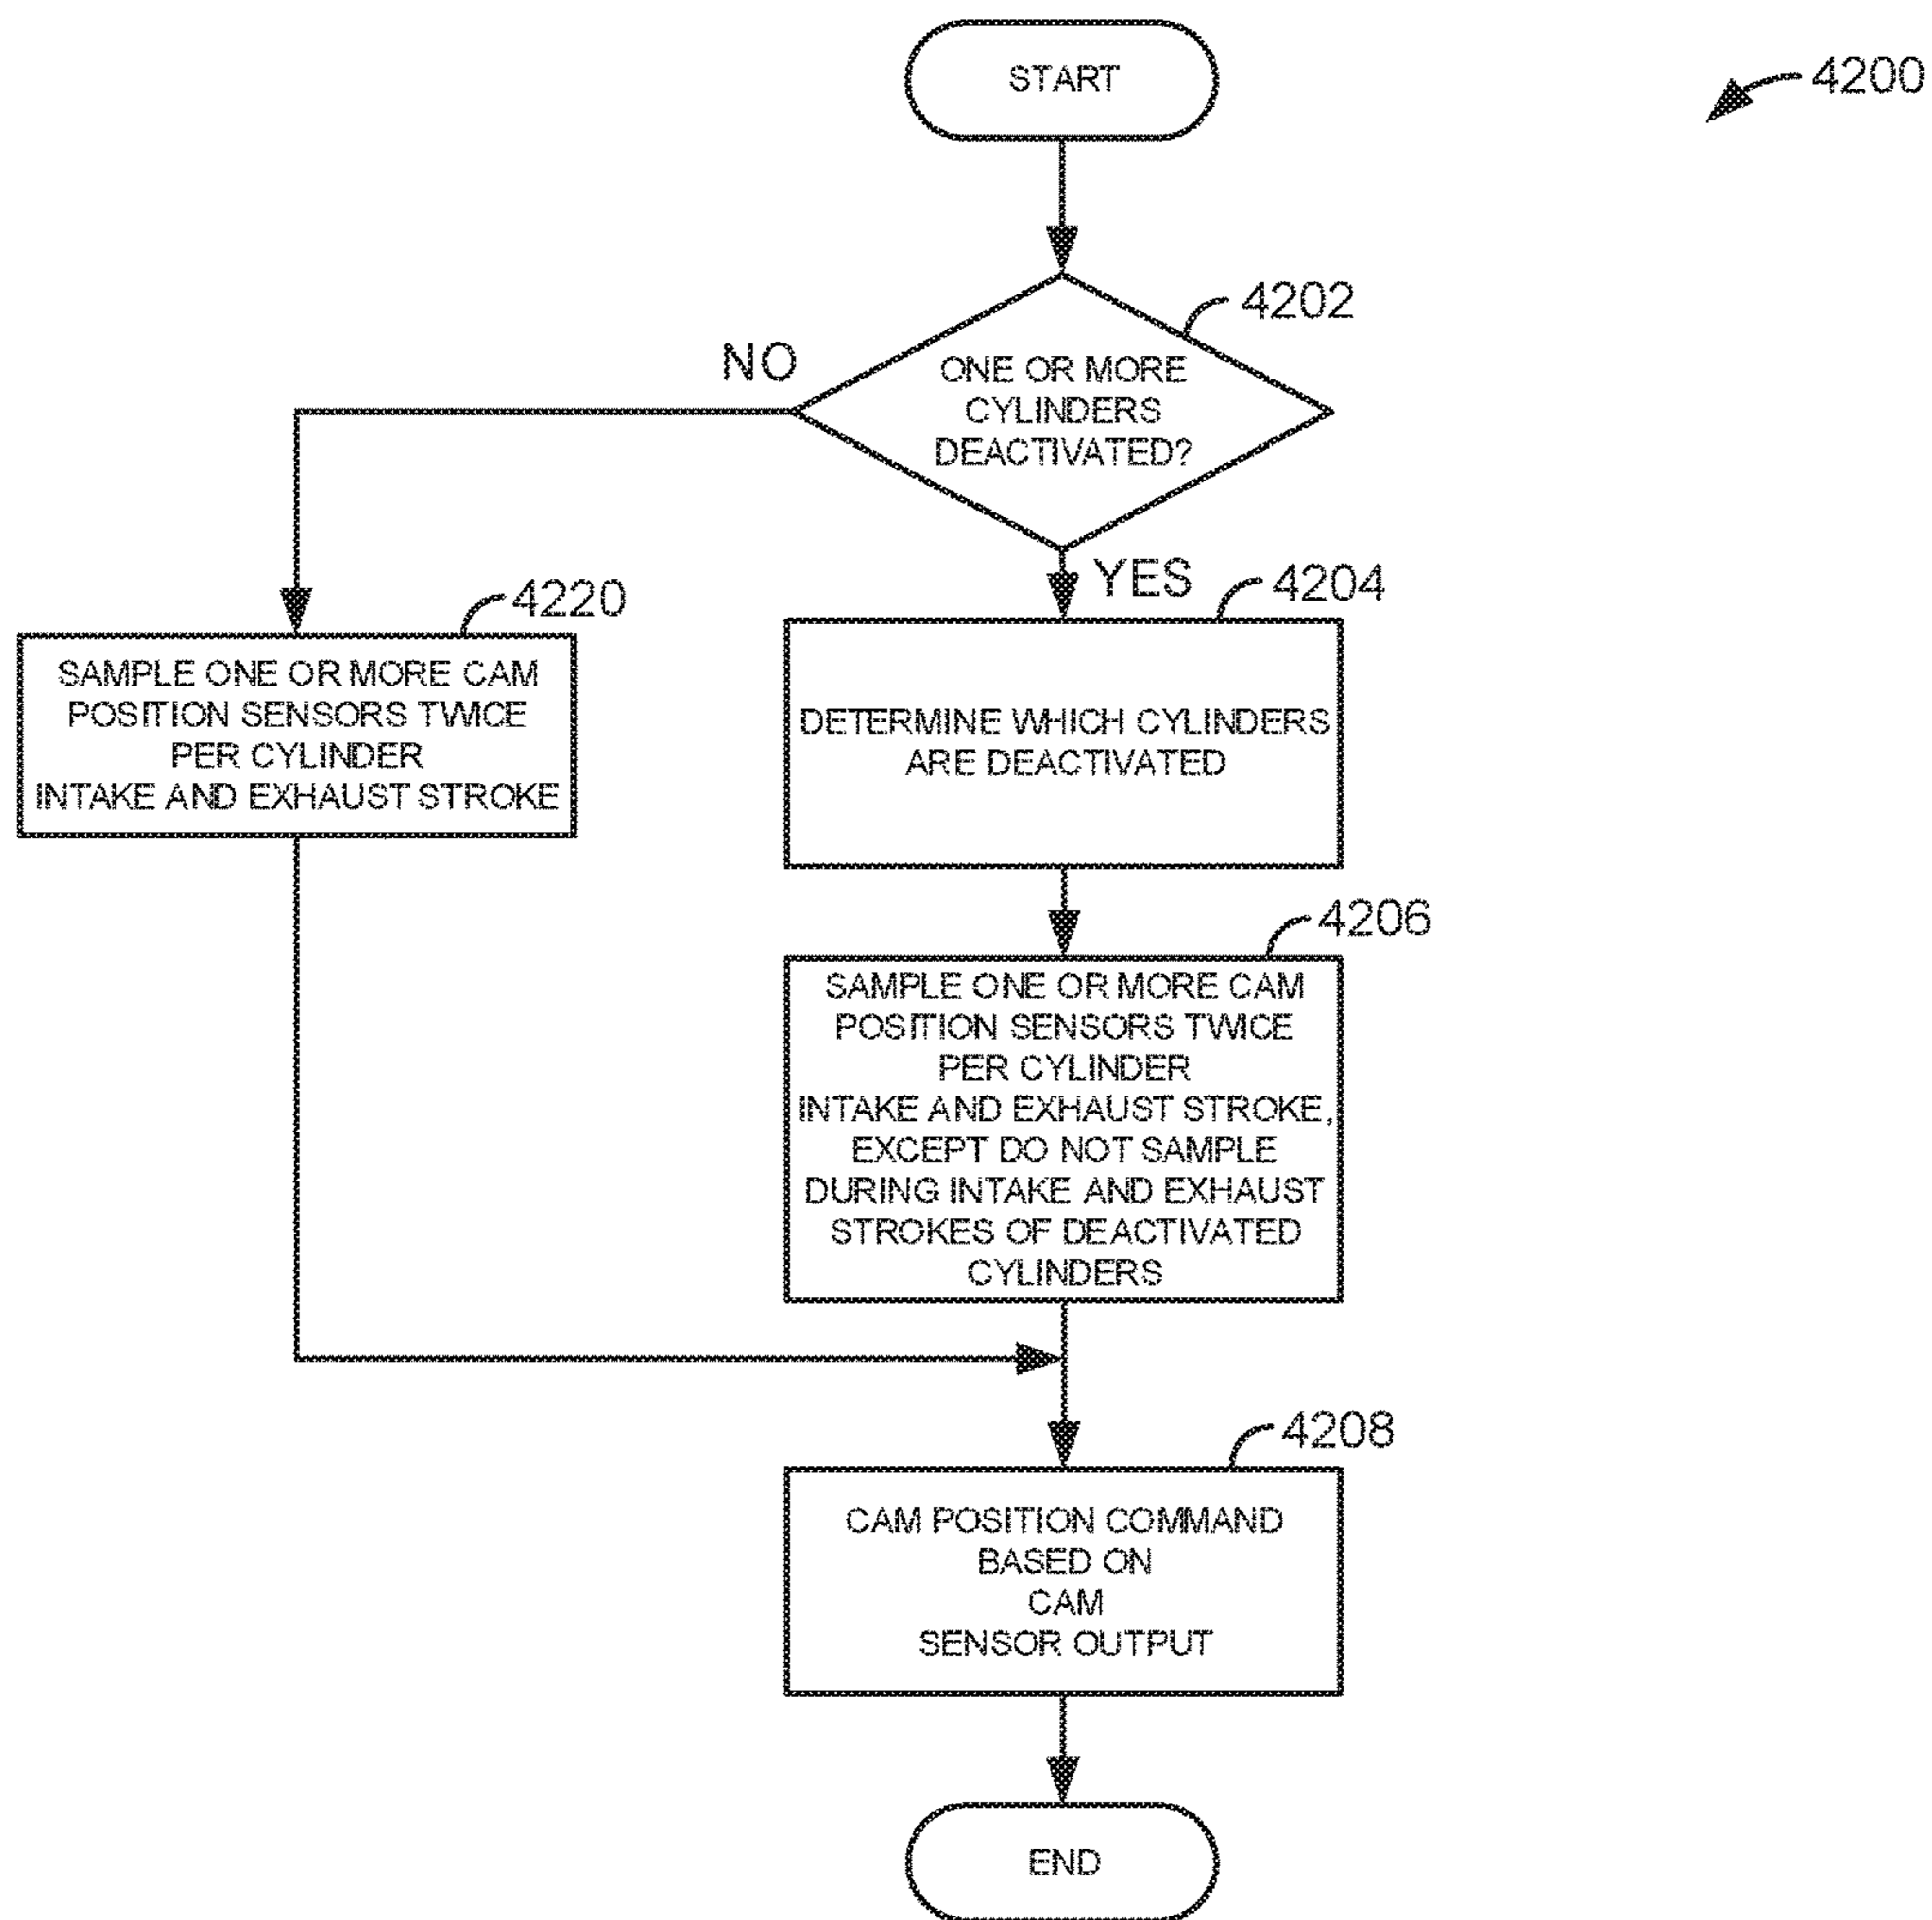 START
4200
4202
ONE OR MORE
CYLINDERS
DEACTIVATED?
NO
YES
4204
DETERMINE WHICH CYLINDERS
ARE DEACTIVATED
4220
SAMPLE ONE OR MORE CAM
POSITION SENSORS TWICE
PER CYLINDER
INTAKE AND EXHAUST STROKE
4206
SAMPLE ONE OR MORE CAM
POSITION SENSORS TWICE
PER CYLINDER
INTAKE AND EXHAUST STROKE,
EXCEPT DO NOT SAMPLE
DURING INTAKE AND EXHAUST
STROKES OF DEACTIVATED
CYLINDERS
4208
CAM POSITION COMMAND
BASED ON
CAM
SENSOR OUTPUT
END